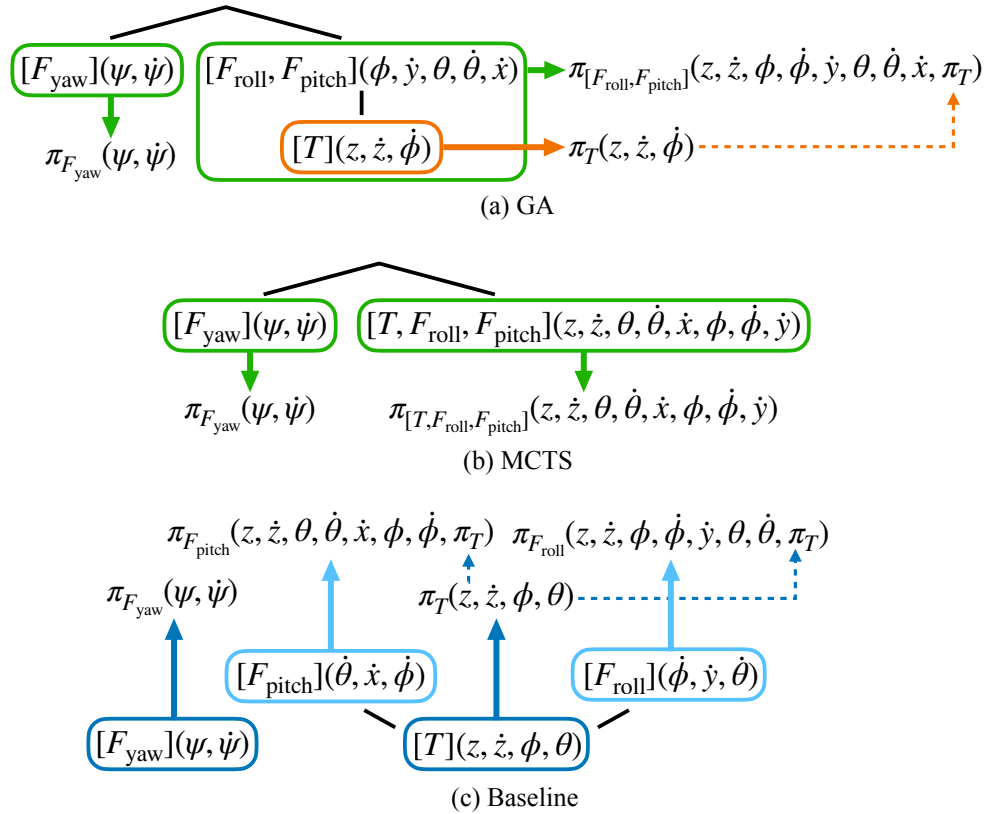 [F_yaw](ψ, ψ̇) [F_roll, F_pitch](ϕ, ẏ, θ, θ̇, ẋ) π_[F_roll, F_pitch](z, ż, ϕ, ϕ̇, ẏ, θ, θ̇, ẋ, π_T)
π_F_yaw(ψ, ψ̇) [T](z, ż, ϕ̇) π_T(z, ż, ϕ̇)
(a) GA
[F_yaw](ψ, ψ̇) [T, F_roll, F_pitch](z, ż, θ, θ̇, ẋ, ϕ, ϕ̇, ẏ)
π_F_yaw(ψ, ψ̇) π_[T, F_roll, F_pitch](z, ż, θ, θ̇, ẋ, ϕ, ϕ̇, ẏ)
(b) MCTS
π_F_pitch(z, ż, θ, θ̇, ẋ, ϕ, ϕ̇, π_T) π_F_roll(z, ż, ϕ, ϕ̇, ẏ, θ, θ̇, π_T)
π_F_yaw(ψ, ψ̇) π_T(z, ż, ϕ, θ)
[F_pitch](θ̇, ẋ, ϕ̇) [F_roll](ϕ̇, ẏ, θ̇)
[F_yaw](ψ, ψ̇) [T](z, ż, ϕ, θ)
(c) Baseline